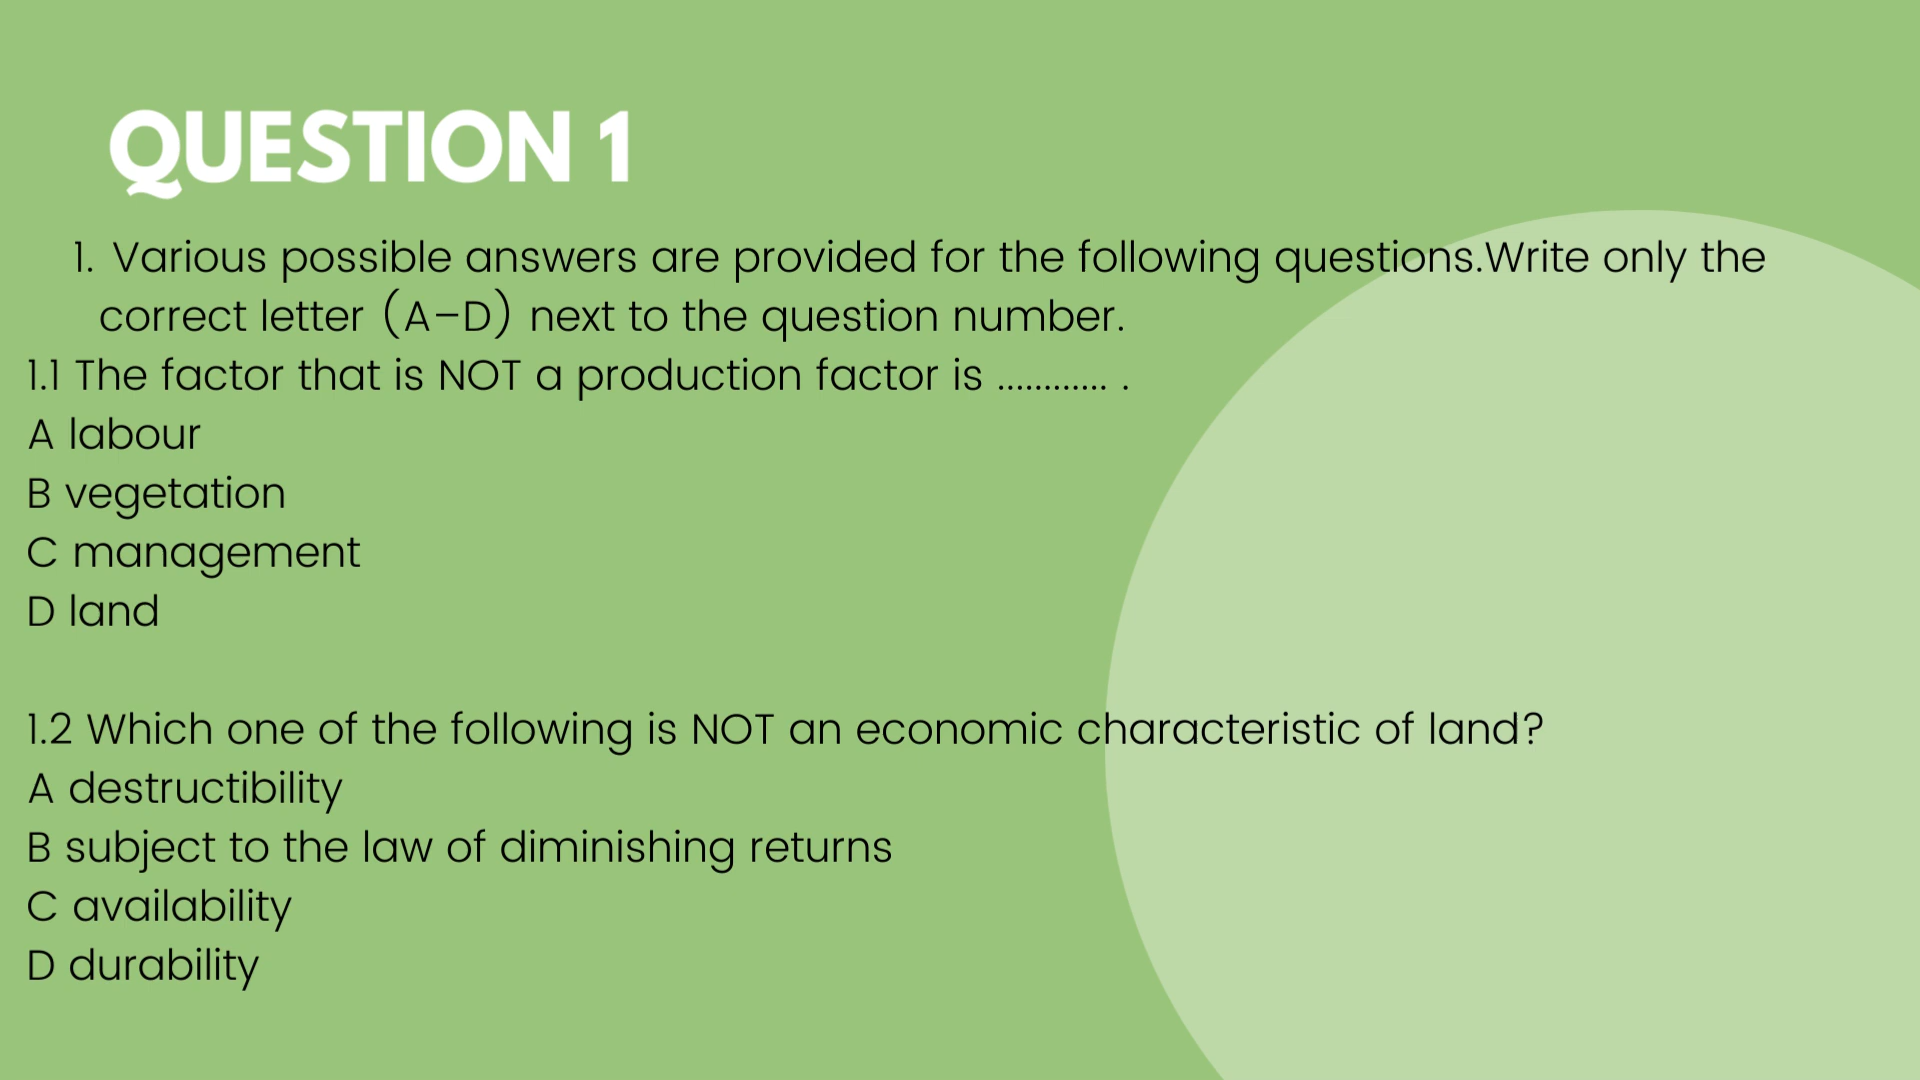 QUESTION 1
1. Various possible answers are provided for the following questions.Write only the
correct letter (A–D) next to the question number.
1.1 The factor that is NOT a production factor is ............ .
A labour
B vegetation
C management
D land
1.2 Which one of the following is NOT an economic characteristic of land?
A destructibility
B subject to the law of diminishing returns
C availability
D durability